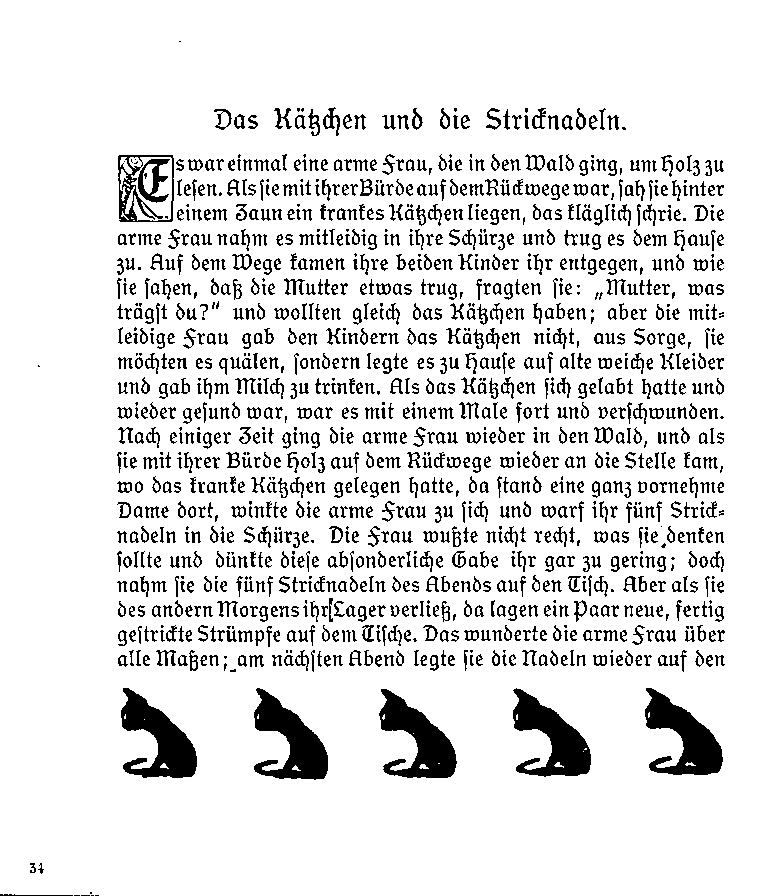 Das Kätzchen und die Stricknadeln.
Es war einmal eine arme Frau, die in den Wald ging, um Holz zu
lesen. Als sie mit ihrer Bürde auf dem Rückwege war, sah sie hinter
einem Zaun ein krankes Kätzchen liegen, das kläglich schrie. Die
arme Frau nahm es mitleidig in ihre Schürze und trug es dem Hause
zu. Auf dem Wege kamen ihre beiden Kinder ihr entgegen, und wie
sie sahen, daß die Mutter etwas trug, fragten sie: „Mutter, was
trägst du?" und wollten gleich das Kätzchen haben; aber die mit-
leidige Frau gab den Kindern das Kätzchen nicht, aus Sorge, sie
möchten es quälen, sondern legte es zu Hause auf alte weiche Kleider
und gab ihm Milch zu trinken. Als das Kätzchen sich gelabt hatte und
wieder gesund war, war es mit einem Male fort und verschwunden.
Nach einiger Zeit ging die arme Frau wieder in den Wald, und als
sie mit ihrer Bürde Holz auf dem Rückwege wieder an die Stelle kam,
wo das kranke Kätzchen gelegen hatte, da stand eine ganz vornehme
Dame dort, winkte die arme Frau zu sich und warf ihr fünf Strick-
nadeln in die Schürze. Die Frau wußte nicht recht, was sie denken
sollte und dünkte diese absonderliche Gabe ihr gar zu gering; doch
nahm sie die fünf Stricknadeln des Abends auf den Tisch. Aber als sie
des andern Morgens ihr Lager verließ, da lagen ein Paar neue, fertig
gestrickte Strümpfe auf dem Tische. Das wunderte die arme Frau über
alle Maßen; am nächsten Abend legte sie die Nadeln wieder auf den
34